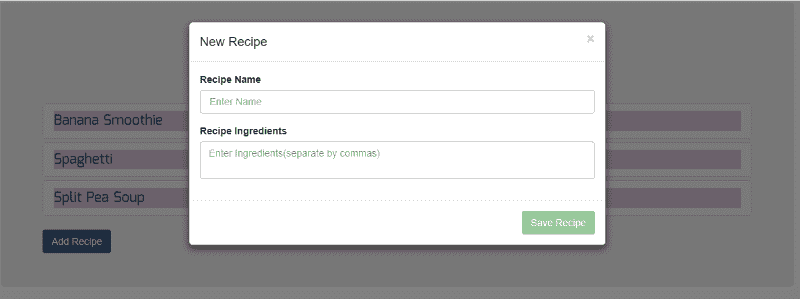 New Recipe
×
Recipe Name
Enter Name
Banana Smoothie
Recipe Ingredients
Enter Ingredients(separate by commas)
Spaghetti
Split Pea Soup
Save Recipe
Add Recipe